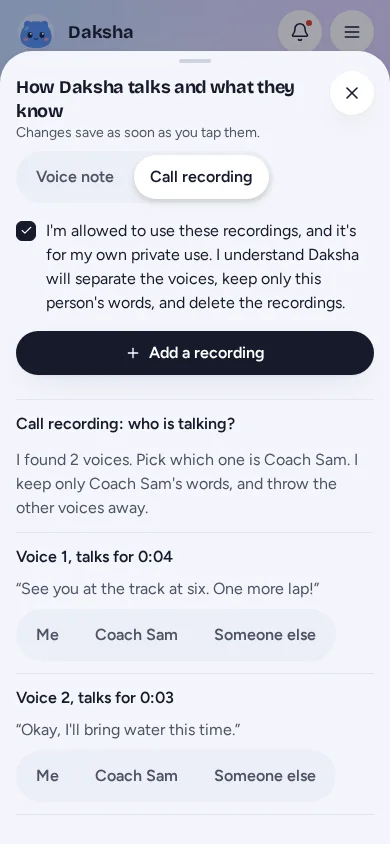 Daksha
How Daksha talks and what they
know
Changes save as soon as you tap them.
Voice note
Call recording
I'm allowed to use these recordings, and it's
for my own private use. I understand Daksha
will separate the voices, keep only this
person's words, and delete the recordings.
+ Add a recording
Call recording: who is talking?
I found 2 voices. Pick which one is Coach Sam. I
keep only Coach Sam's words, and throw the
other voices away.
Voice 1, talks for 0:04
“See you at the track at six. One more lap!”
Me
Coach Sam
Someone else
Voice 2, talks for 0:03
“Okay, I'll bring water this time.”
Me
Coach Sam
Someone else